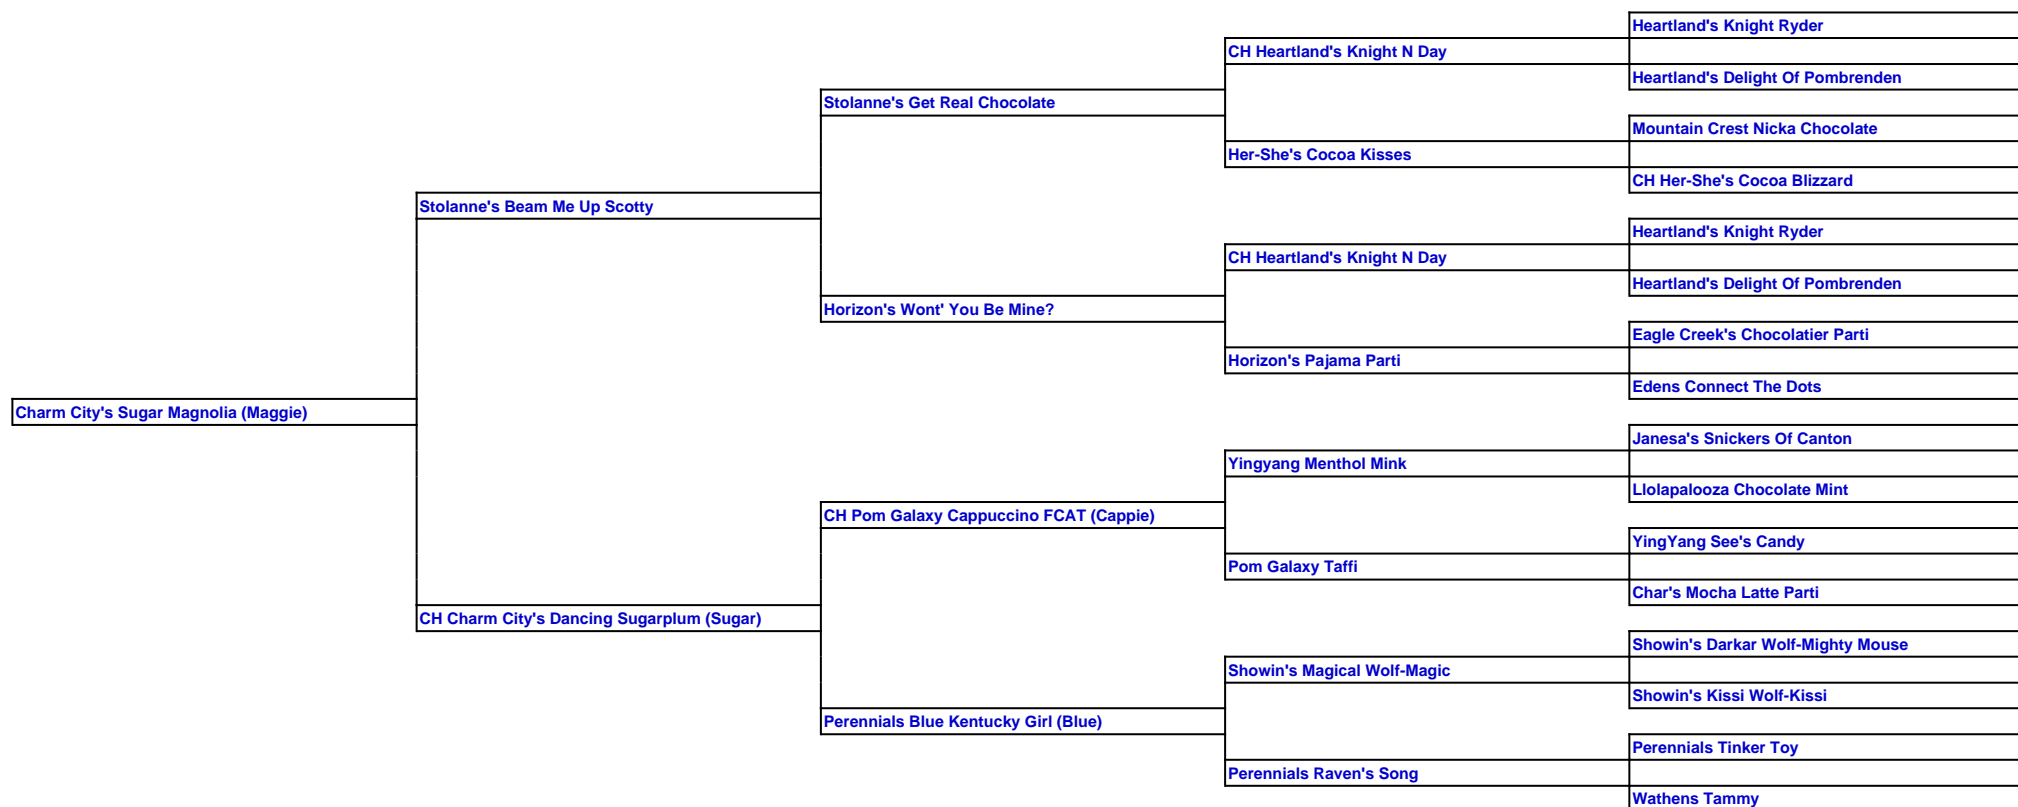 Heartland's Knight Ryder
CH Heartland's Knight N Day
Heartland's Delight Of Pombrenden
Stolanne's Get Real Chocolate
Mountain Crest Nicka Chocolate
Her-She's Cocoa Kisses
CH Her-She's Cocoa Blizzard
Stolanne's Beam Me Up Scotty
Heartland's Knight Ryder
CH Heartland's Knight N Day
Heartland's Delight Of Pombrenden
Horizon's Wont' You Be Mine?
Eagle Creek's Chocolatier Parti
Horizon's Pajama Parti
Edens Connect The Dots
Charm City's Sugar Magnolia (Maggie)
Janesa's Snickers Of Canton
Yingyang Menthol Mink
Llolapalooza Chocolate Mint
CH Pom Galaxy Cappuccino FCAT (Cappie)
YingYang See's Candy
Pom Galaxy Taffi
Char's Mocha Latte Parti
CH Charm City's Dancing Sugarplum (Sugar)
Showin's Darkar Wolf-Mighty Mouse
Showin's Magical Wolf-Magic
Showin's Kissi Wolf-Kissi
Perennials Blue Kentucky Girl (Blue)
Perennials Tinker Toy
Perennials Raven's Song
Wathens Tammy